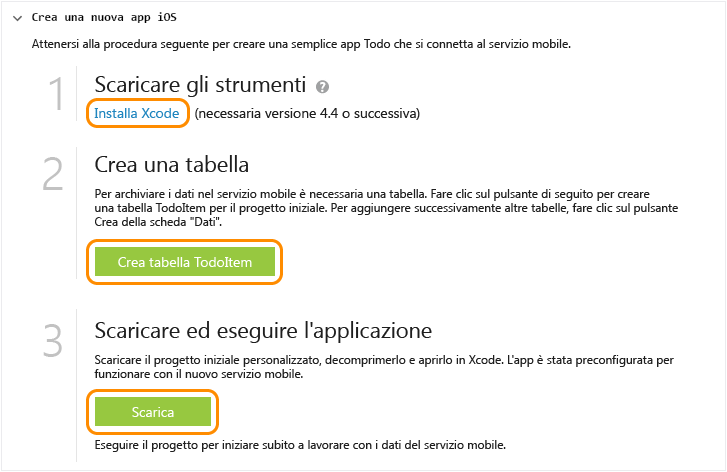 Crea una nuova app iOS
Attenersi alla procedura seguente per creare una semplice app Todo che si connetta al servizio mobile.
1
Scaricare gli strumenti ?
Installa Xcode (necessaria versione 4.4 o successiva)
2
Crea una tabella
Per archiviare i dati nel servizio mobile è necessaria una tabella. Fare clic sul pulsante di seguito per creare
una tabella TodoItem per il progetto iniziale. Per aggiungere successivamente altre tabelle, fare clic sul pulsante
Crea della scheda "Dati".
Crea tabella TodoItem
3
Scaricare ed eseguire l'applicazione
Scaricare il progetto iniziale personalizzato, decomprimerlo e aprirlo in Xcode. L'app è stata preconfigurata per
funzionare con il nuovo servizio mobile.
Scarica
Eseguire il progetto per iniziare subito a lavorare con i dati del servizio mobile.